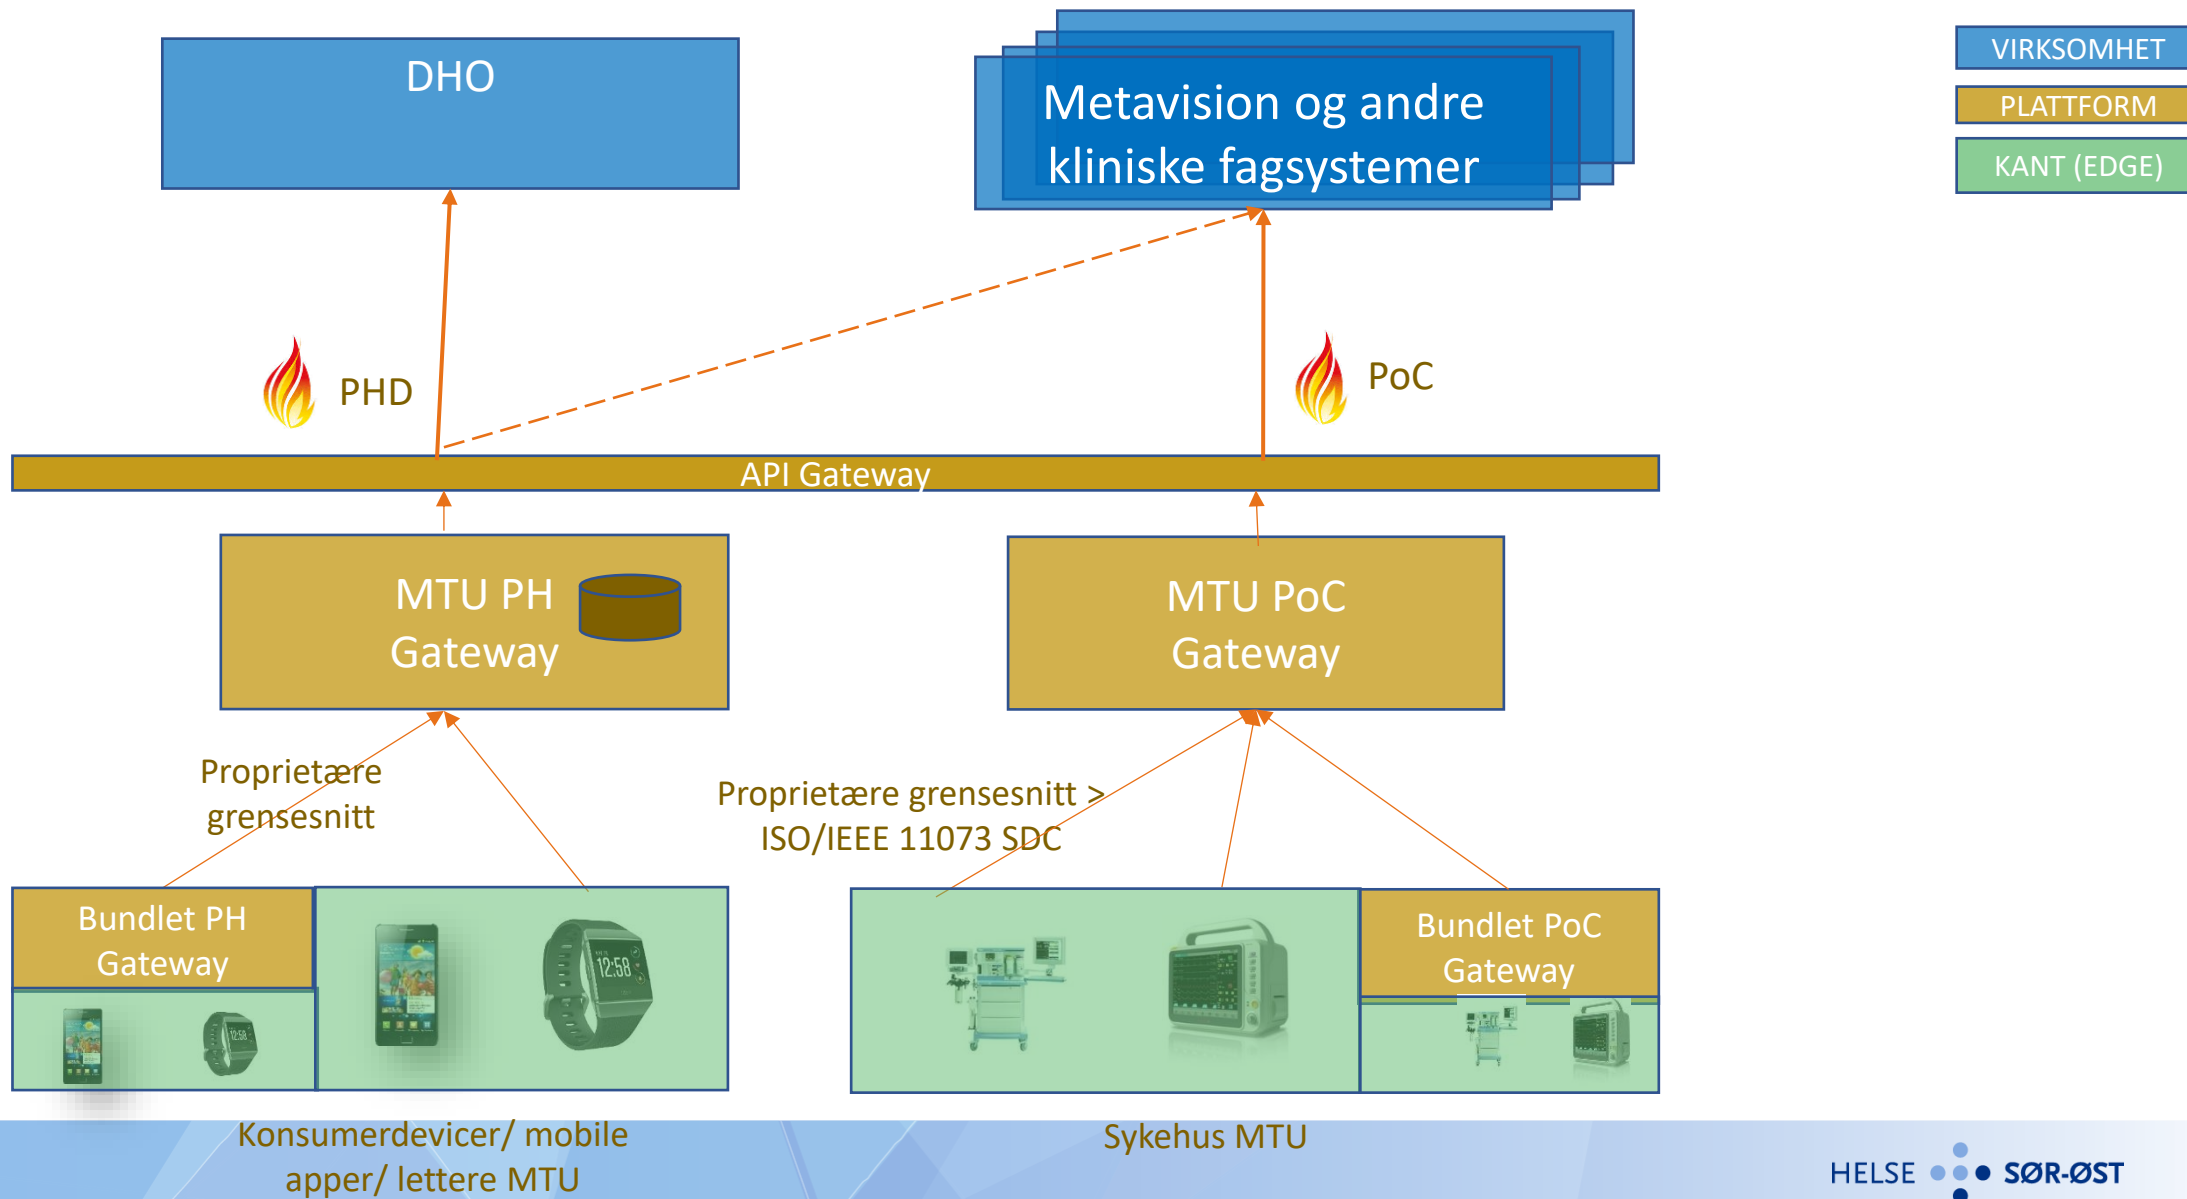 DHO
Metavision og andre
kliniske fagsystemer
VIRKSOMHET
PLATTFORM
KANT (EDGE)
PHD
PoC
API Gateway
MTU PH
Gateway
MTU PoC
Gateway
Proprietære
grensesnitt
Proprietære grensesnitt >
ISO/IEEE 11073 SDC
Bundlet PH
Gateway
12:58
12:58
Bundlet PoC
Gateway
Konsumerdevicer/ mobile
apper/ lettere MTU
Sykehus MTU
HELSE SØR-ØST